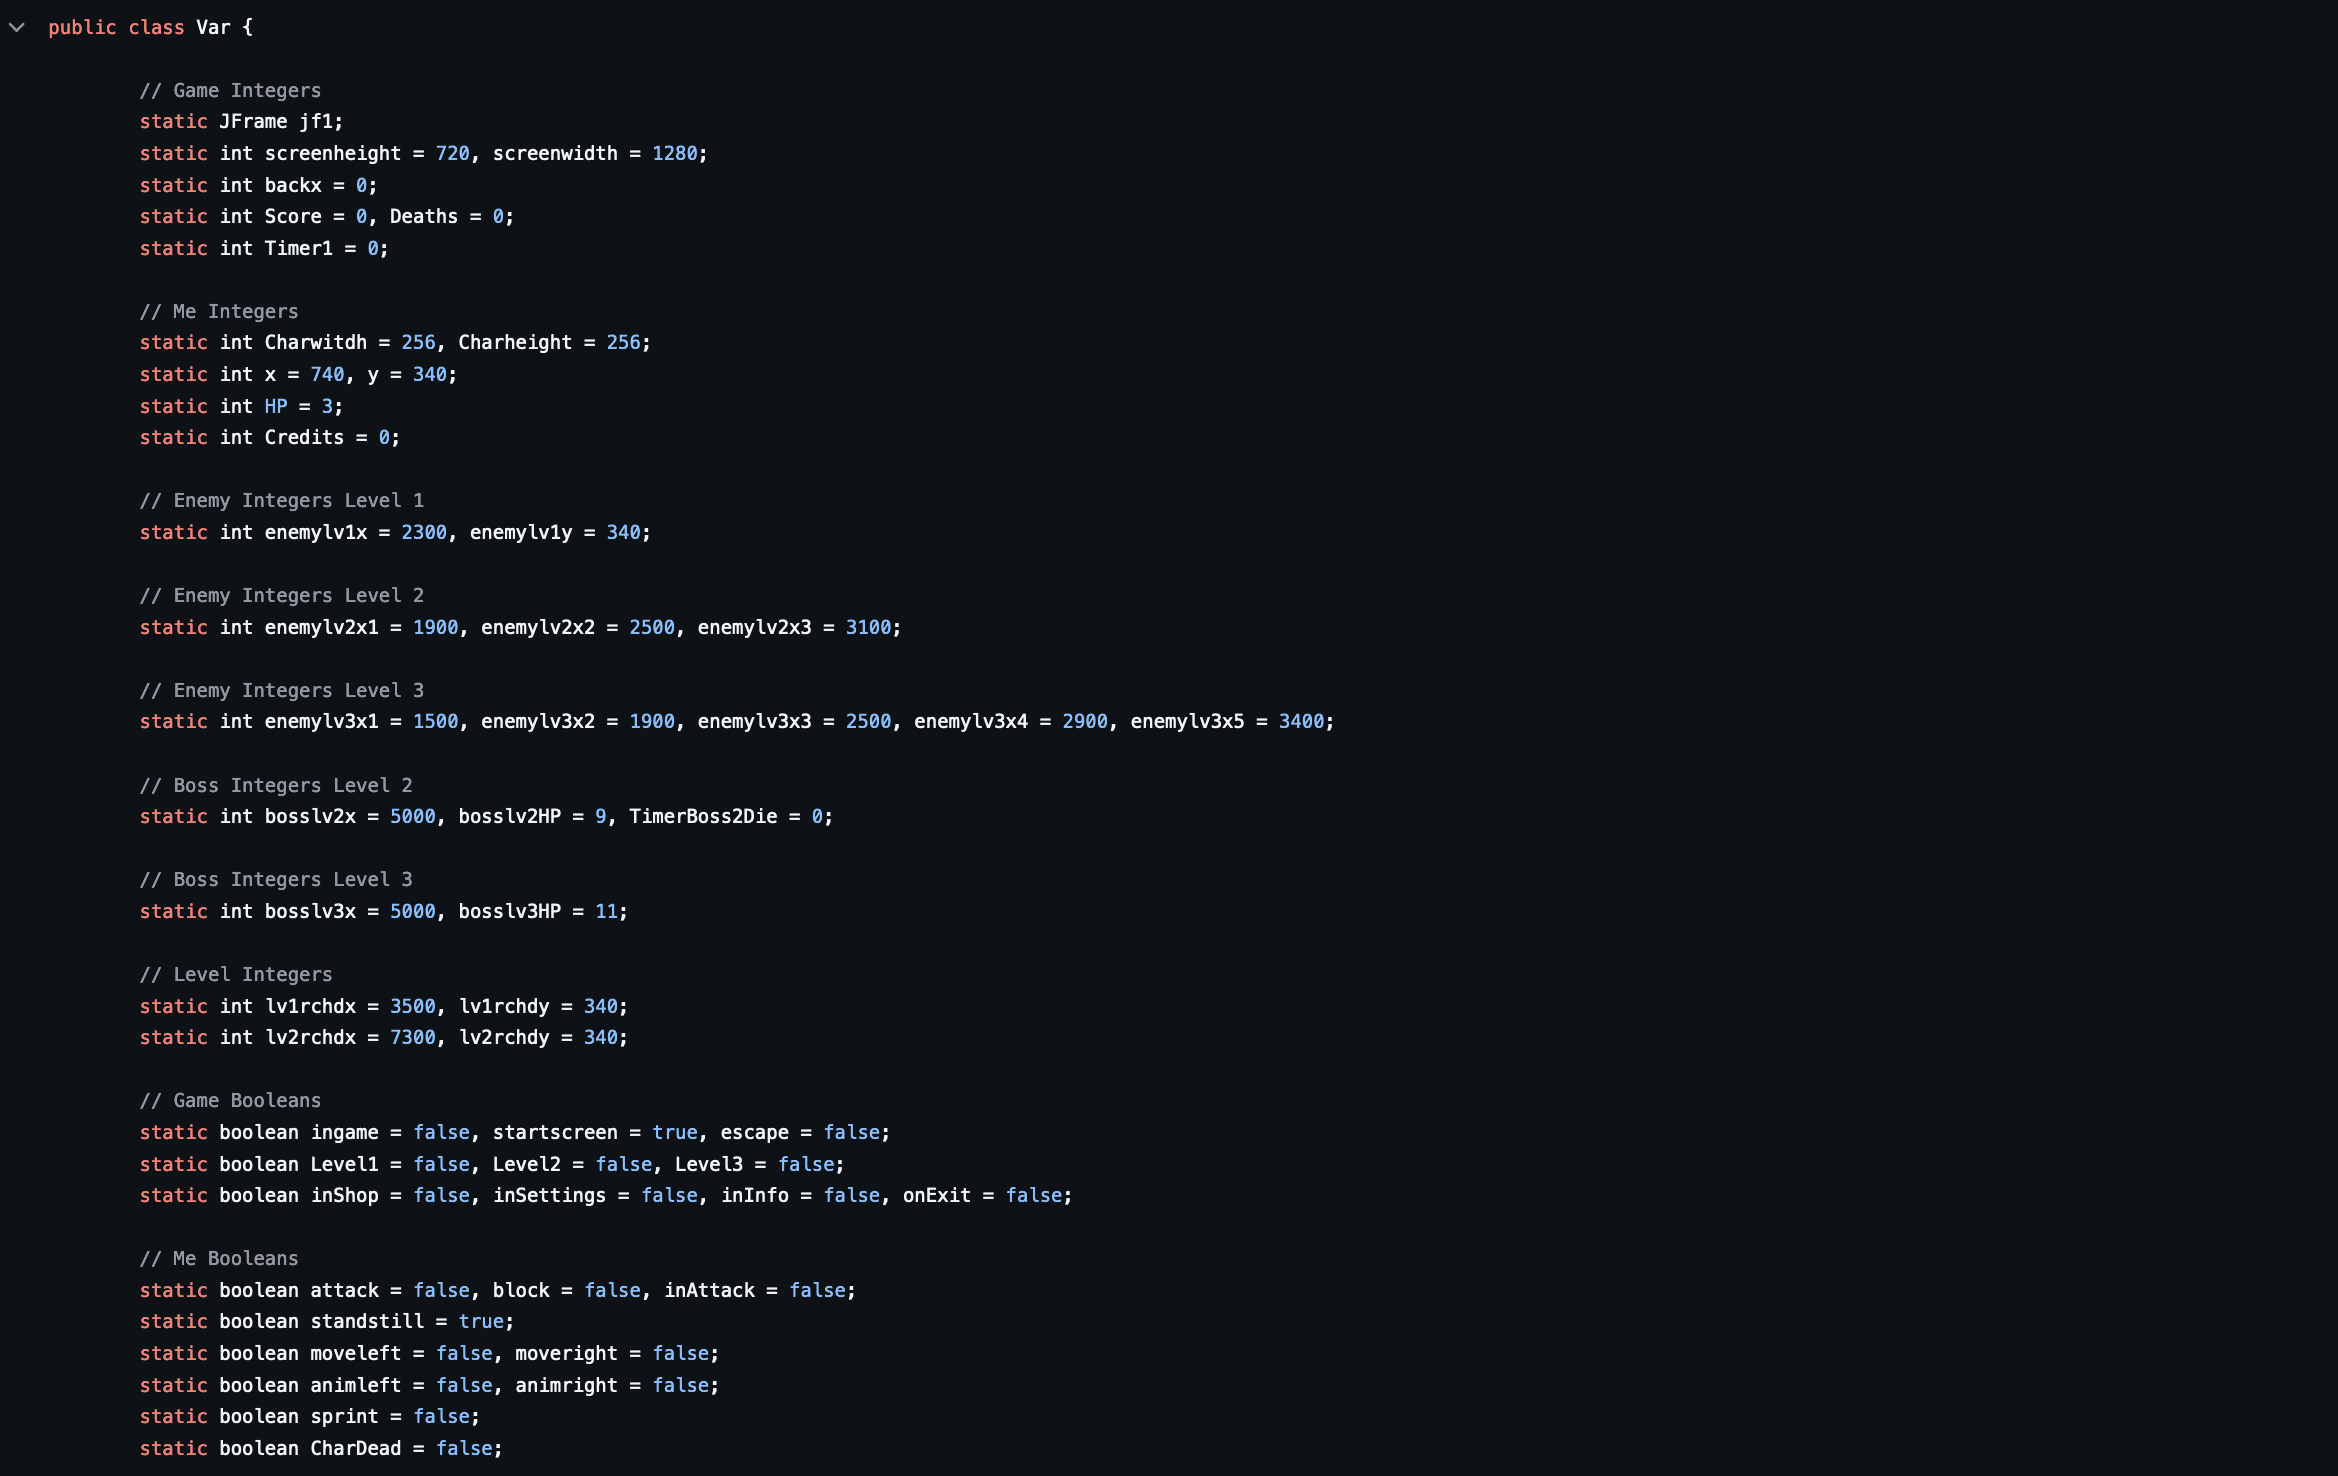 public class Var {
// Game Integers
static JFrame jf1;
static int screenheight = 720, screenwidth = 1280;
static int backx = 0;
static int Score = 0, Deaths = 0;
static int Timer1 = 0;
// Me Integers
static int Charwitdh = 256, Charheight = 256;
static int x = 740, y = 340;
static int HP = 3;
static int Credits = 0;
// Enemy Integers Level 1
static int enemylv1x = 2300, enemylv1y = 340;
// Enemy Integers Level 2
static int enemylv2x1 = 1900, enemylv2x2 = 2500, enemylv2x3 = 3100;
// Enemy Integers Level 3
static int enemylv3x1 = 1500, enemylv3x2 = 1900, enemylv3x3 = 2500, enemylv3x4 = 2900, enemylv3x5 = 3400;
// Boss Integers Level 2
static int bosslv2x = 5000, bosslv2HP = 9, TimerBoss2Die = 0;
// Boss Integers Level 3
static int bosslv3x = 5000, bosslv3HP = 11;
// Level Integers
static int lv1rchdx = 3500, lv1rchdy = 340;
static int lv2rchdx = 7300, lv2rchdy = 340;
// Game Booleans
static boolean ingame = false, startscreen = true, escape = false;
static boolean Level1 = false, Level2 = false, Level3 = false;
static boolean inShop = false, inSettings = false, inInfo = false, onExit = false;
// Me Booleans
static boolean attack = false, block = false, inAttack = false;
static boolean standstill = true;
static boolean moveleft = false, moveright = false;
static boolean animleft = false, animright = false;
static boolean sprint = false;
static boolean CharDead = false;